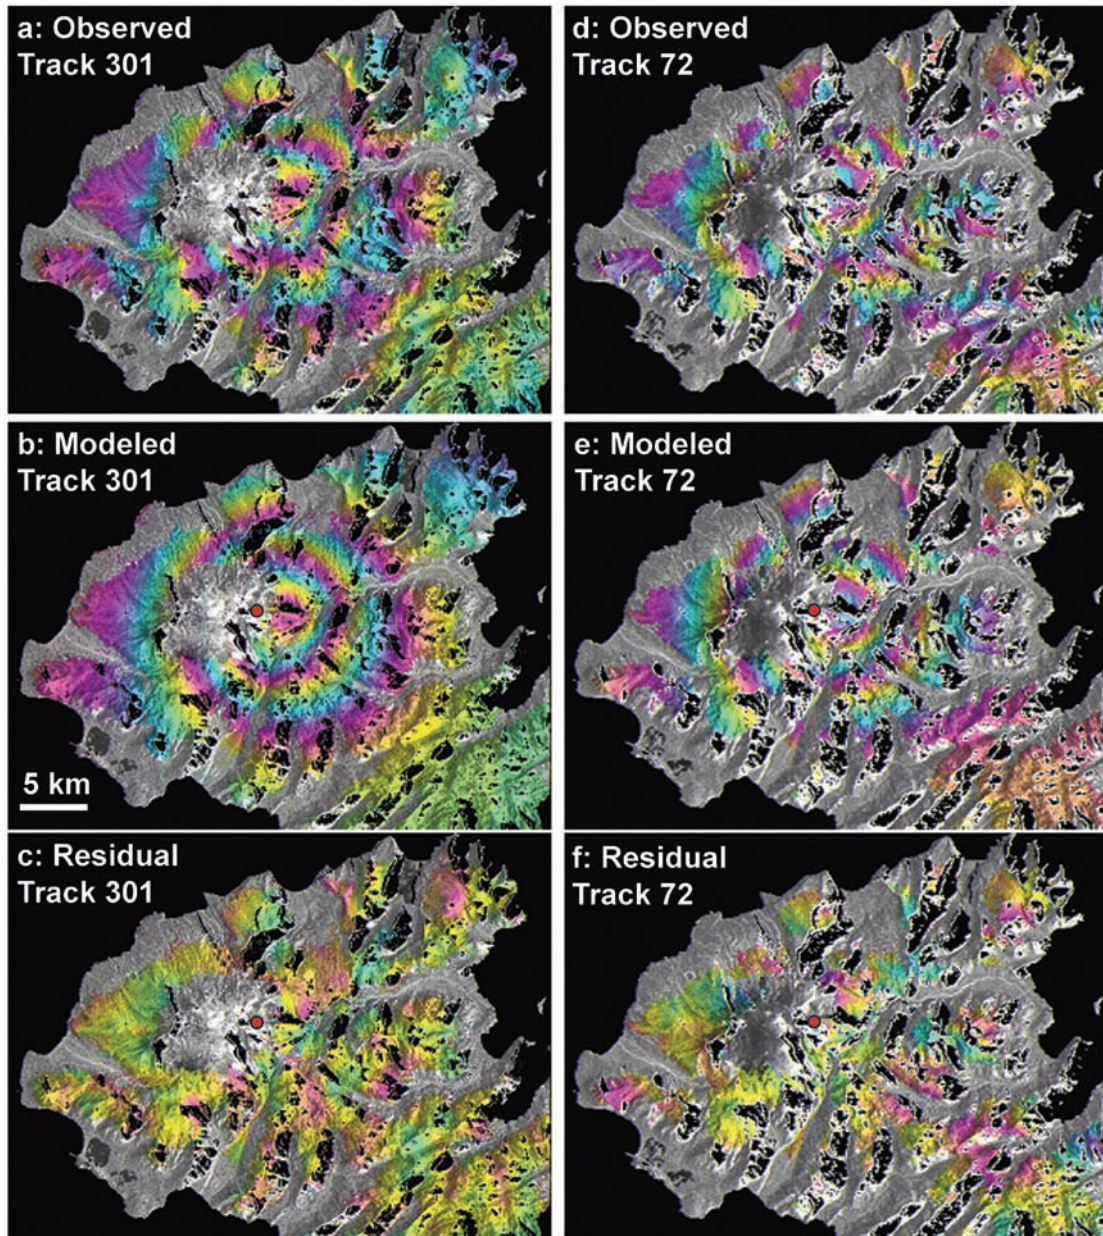 a: Observed
Track 301
d: Observed
Track 72
b: Modeled
Track 301
5 km
e: Modeled
Track 72
c: Residual
Track 301
f: Residual
Track 72